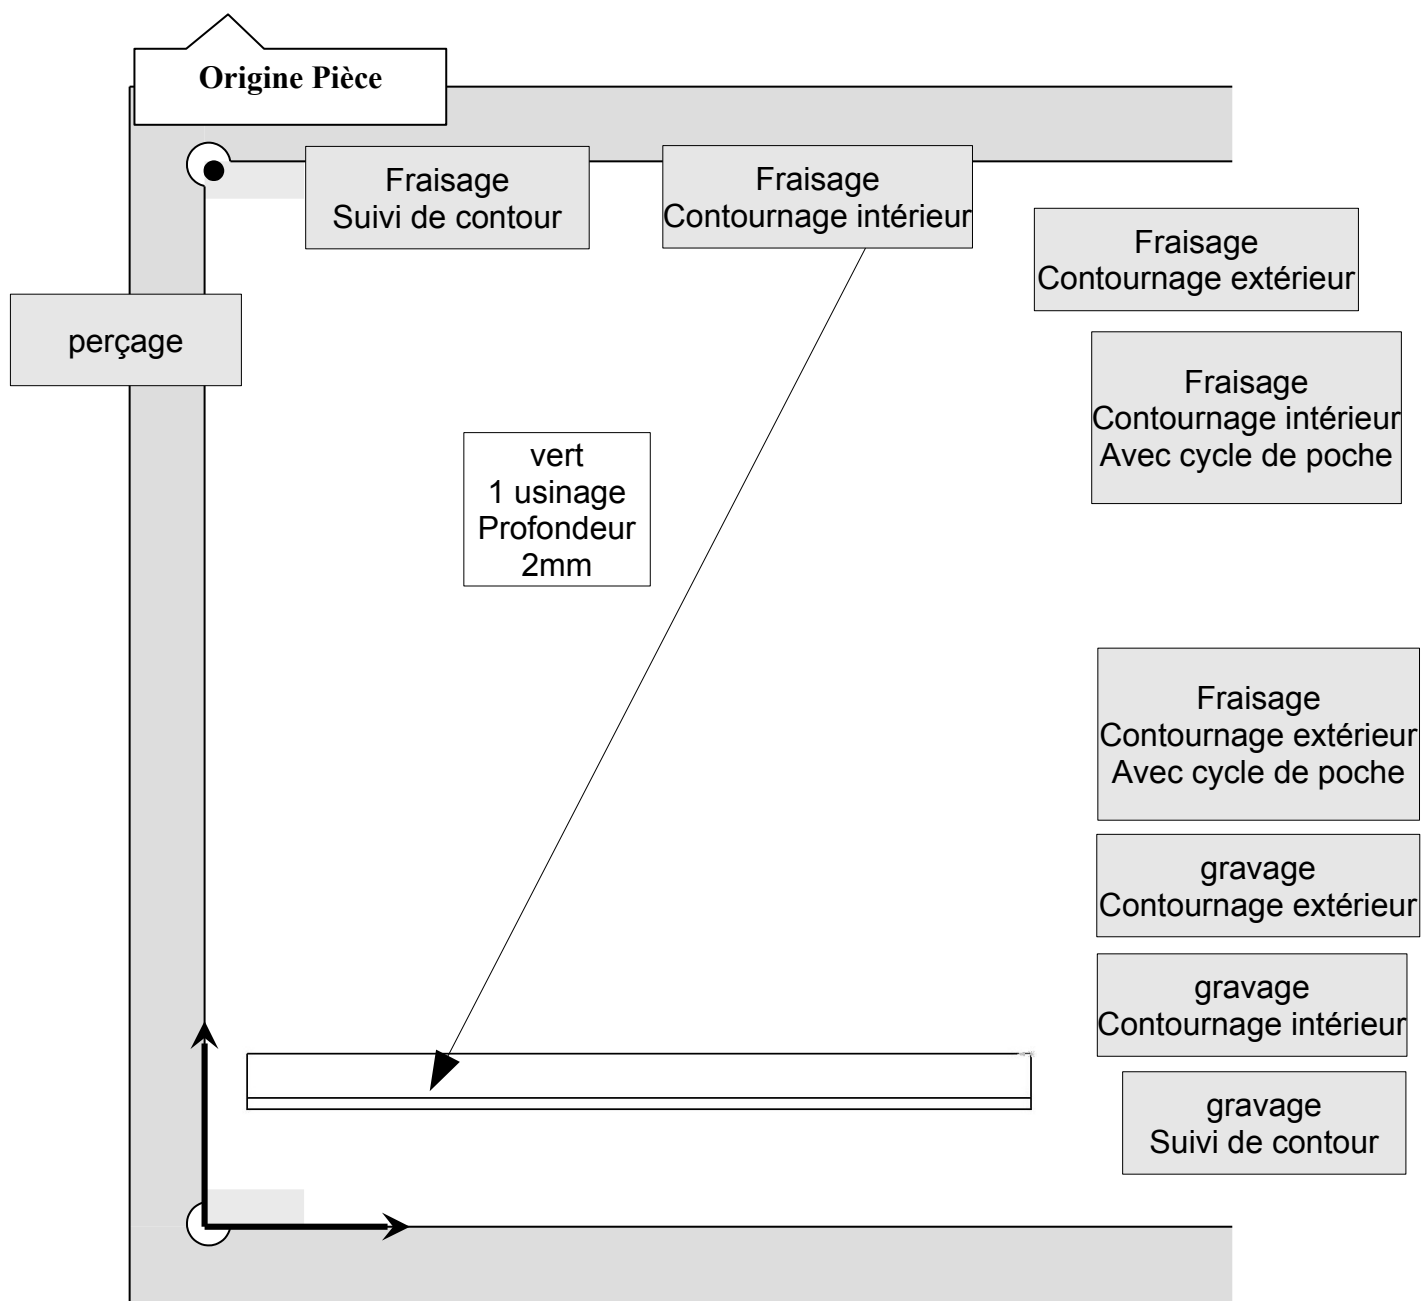 Origine Pièce
Fraisage
Suivi de contour
Fraisage
Contournage intérieur
Fraisage
Contournage extérieur
perçage
Fraisage
Contournage intérieur
Avec cycle de poche
vert
1 usinage
Profondeur
2mm
Fraisage
Contournage extérieur
Avec cycle de poche
gravage
Contournage extérieur
gravage
Contournage intérieur
gravage
Suivi de contour